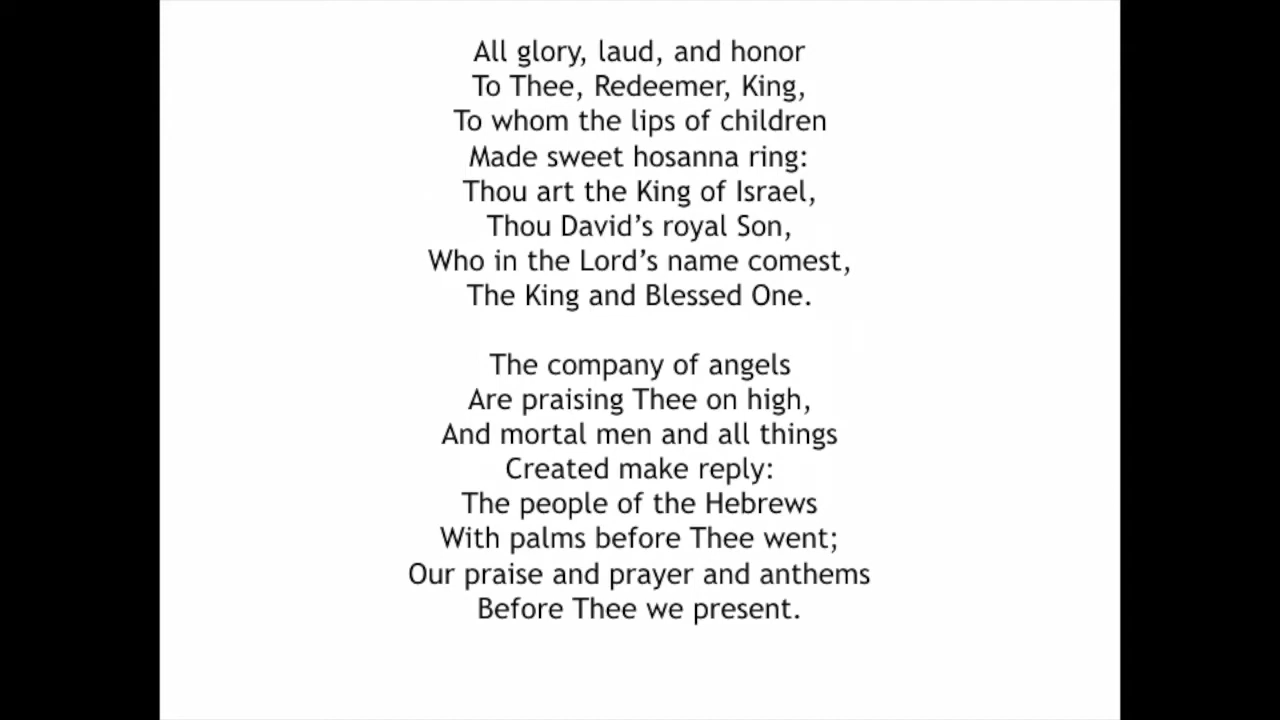 All glory, laud, and honor
To Thee, Redeemer, King,
To whom the lips of children
Made sweet hosanna ring:
Thou art the King of Israel,
Thou David’s royal Son,
Who in the Lord’s name comest,
The King and Blessed One.
The company of angels
Are praising Thee on high,
And mortal men and all things
Created make reply:
The people of the Hebrews
With palms before Thee went;
Our praise and prayer and anthems
Before Thee we present.